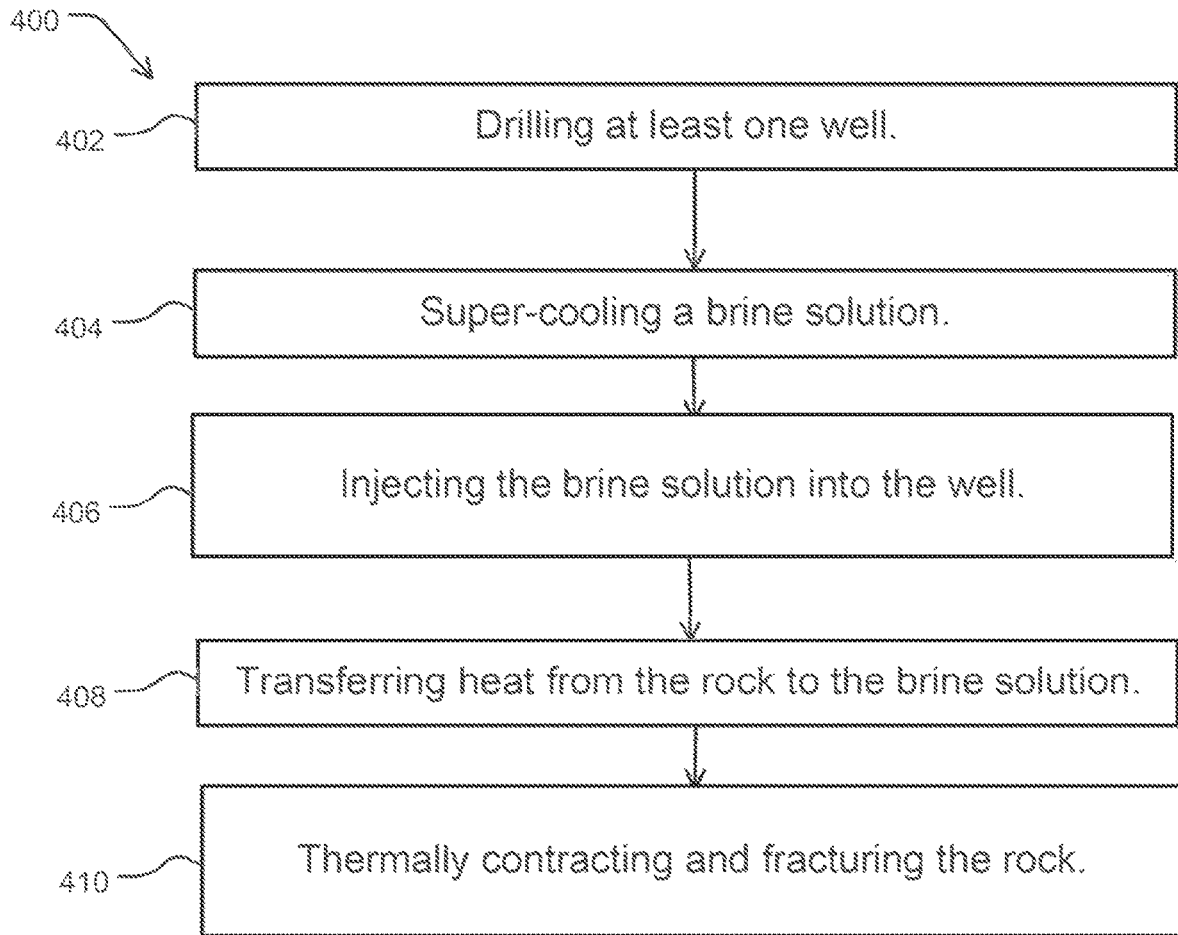 400
402
Drilling at least one well.
404
Super-cooling a brine solution.
406
Injecting the brine solution into the well.
408
Transferring heat from the rock to the brine solution.
410
Thermally contracting and fracturing the rock.